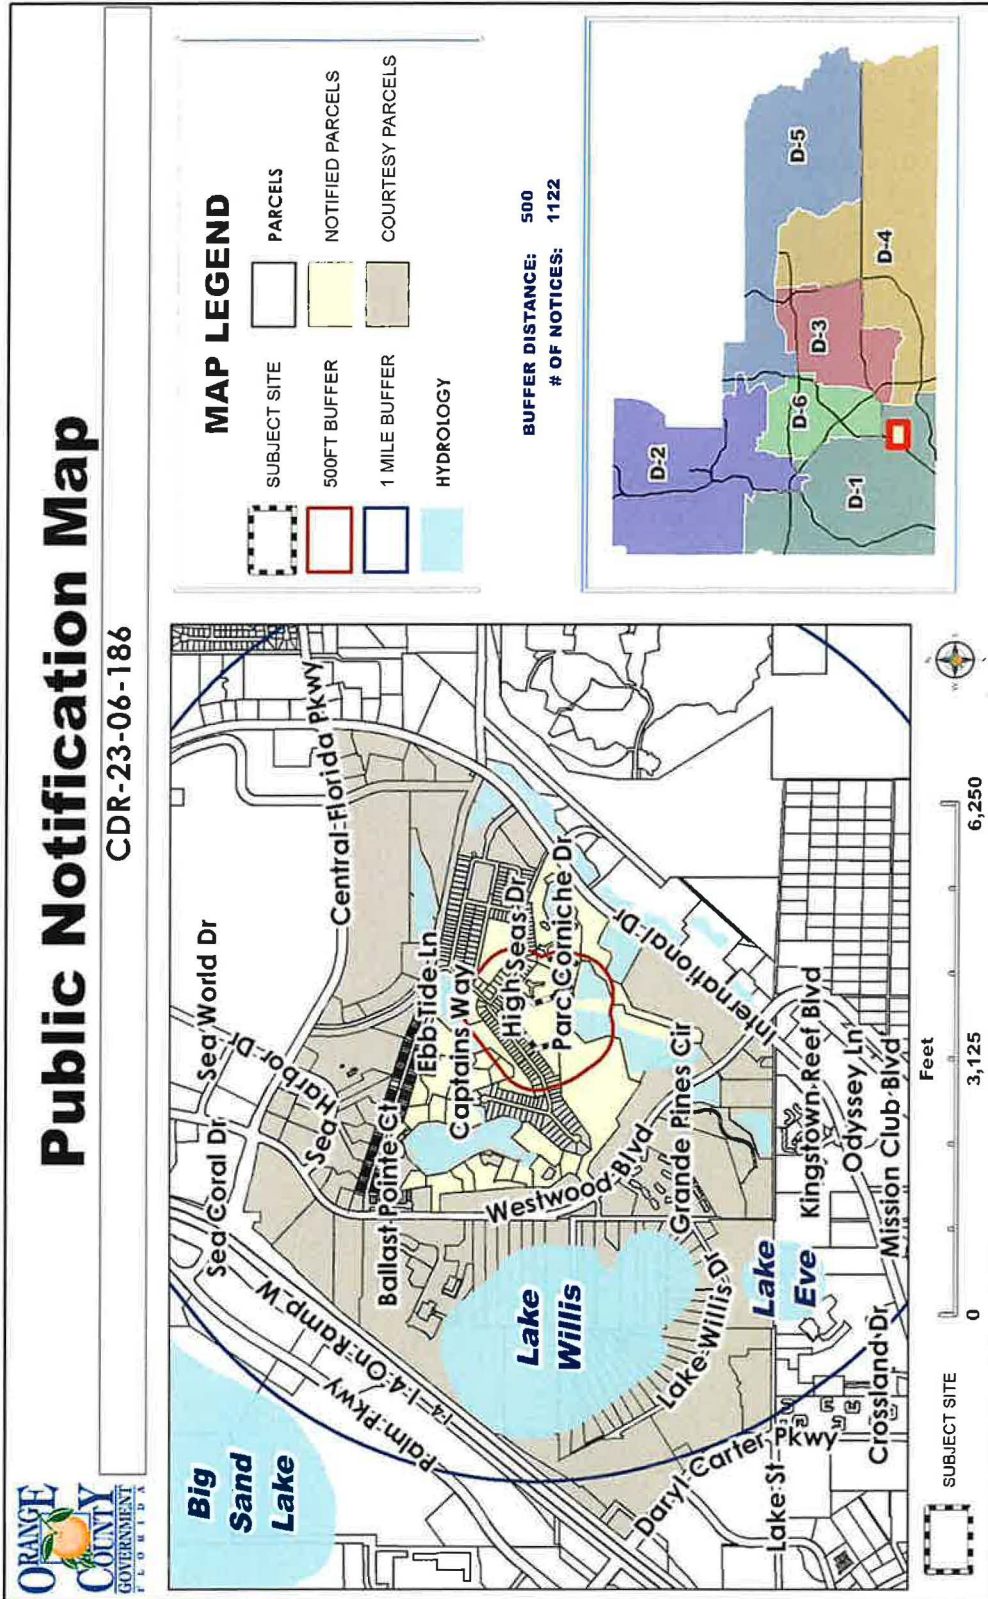 ORANGE
COUNTY
GOVERNMENT
FLORIDA
Public Notification Map
CDR-23-06-186
Big
Sand
Lake
Sea Coral Dr
Sea World Dr
Sea Harbor Dr
Central Florida Pkwy
Palm Pkwy
I-4--I-4 On Ramp W
Ballast Pointe Ct
Ebb Tide Ln
Captains Way
High Seas Dr
Parc Corniche Dr
Westwood Blvd
Lake
Willis
Grande Pines Cir
International Dr
Lake Willis Dr
Daryl Carter Pkwy
Lake
Eve
Lake St
Kingstown Reef Blvd
Odyssey Ln
Crossland Dr
Mission Club Blvd
SUBJECT SITE
Feet
0 3,125 6,250
MAP LEGEND
SUBJECT SITE
500FT BUFFER
1 MILE BUFFER
HYDROLOGY
PARCELS
NOTIFIED PARCELS
COURTESY PARCELS
BUFFER DISTANCE: 500
# OF NOTICES: 1122
D-2
D-5
D-6
D-3
D-1
D-4